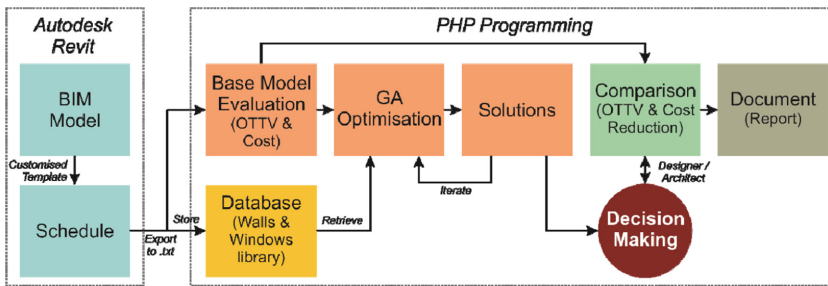 Autodesk
Revit
BIM
Model
Customised
Template
Schedule
Export
to .txt
Store
PHP Programming
Base Model
Evaluation
(OTTV &
Cost)
GA
Optimisation
Solutions
Iterate
Database
(Walls &
Windows
library)
Retrieve
Comparison
(OTTV & Cost
Reduction)
Document
(Report)
Designer /
Architect
Decision
Making